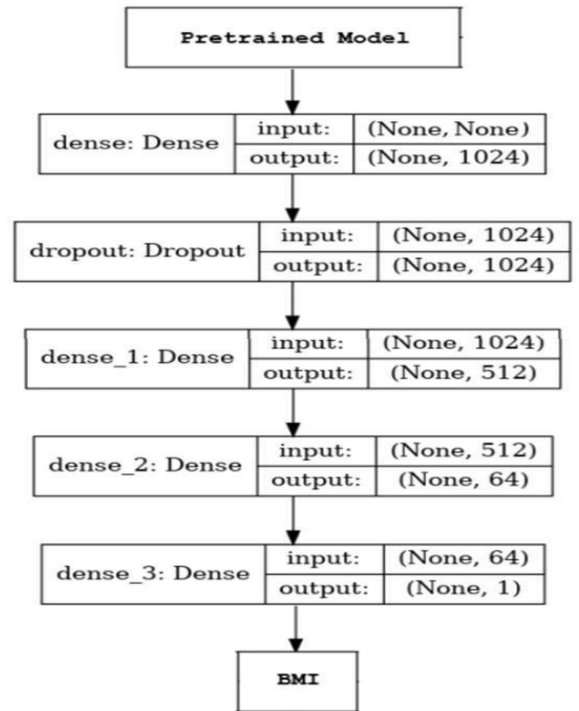 Pretrained Model
dense: Dense
input: (None, None)
output: (None, 1024)
dropout: Dropout
input: (None, 1024)
output: (None, 1024)
dense_1: Dense
input: (None, 1024)
output: (None, 512)
dense_2: Dense
input: (None, 512)
output: (None, 64)
dense_3: Dense
input: (None, 64)
output: (None, 1)
BMI